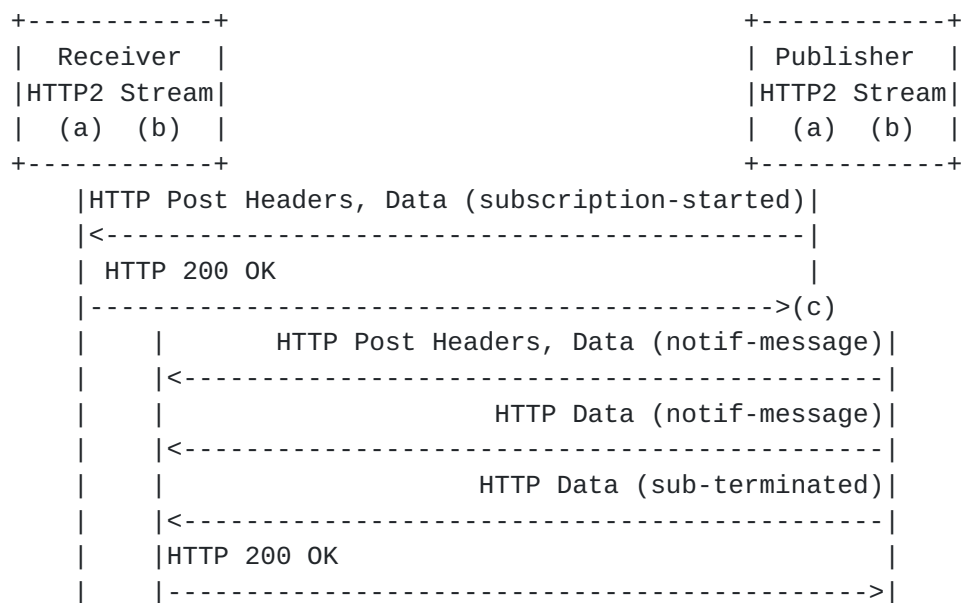 +------------+                                 +------------+
|  Receiver  |                                 | Publisher  |
|HTTP2 Stream|                                 |HTTP2 Stream|
|  (a)  (b)  |                                 |  (a)  (b)  |
+------------+                                 +------------+
    |HTTP Post Headers, Data (subscription-started)|
    |<---------------------------------------------|
    | HTTP 200 OK                                  |
    |-------------------------------------------->(c)
    |    |       HTTP Post Headers, Data (notif-message)|
    |    |<---------------------------------------------|
    |    |                     HTTP Data (notif-message)|
    |    |<---------------------------------------------|
    |    |                    HTTP Data (sub-terminated)|
    |    |<---------------------------------------------|
    |    |HTTP 200 OK                                   |
    |    |--------------------------------------------->|